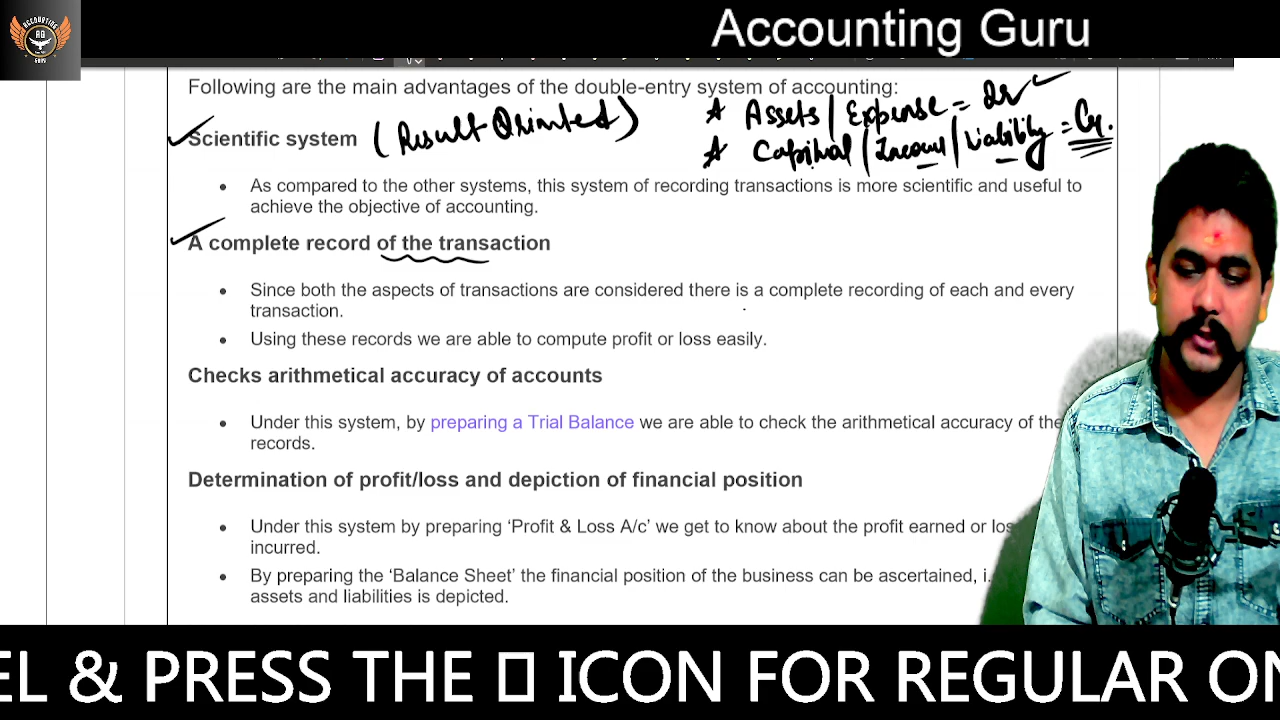 Accounting Guru
ACCOUNTING
AG
GURU
Following are the main advantages of the double-entry system of accounting:
★ Assets | Expense = Dr
Scientific system (Result Oriented)
★ Capital | Income | Liability = Cr.
• As compared to the other systems, this system of recording transactions is more scientific and useful to
achieve the objective of accounting.
A complete record of the transaction
• Since both the aspects of transactions are considered there is a complete recording of each and every
transaction.
• Using these records we are able to compute profit or loss easily.
Checks arithmetical accuracy of accounts
• Under this system, by preparing a Trial Balance we are able to check the arithmetical accuracy of the
records.
Determination of profit/loss and depiction of financial position
• Under this system by preparing ‘Profit & Loss A/c’ we get to know about the profit earned or los
incurred.
• By preparing the ‘Balance Sheet’ the financial position of the business can be ascertained, i.
assets and liabilities is depicted.
EL & PRESS THE ▯ ICON FOR REGULAR ON